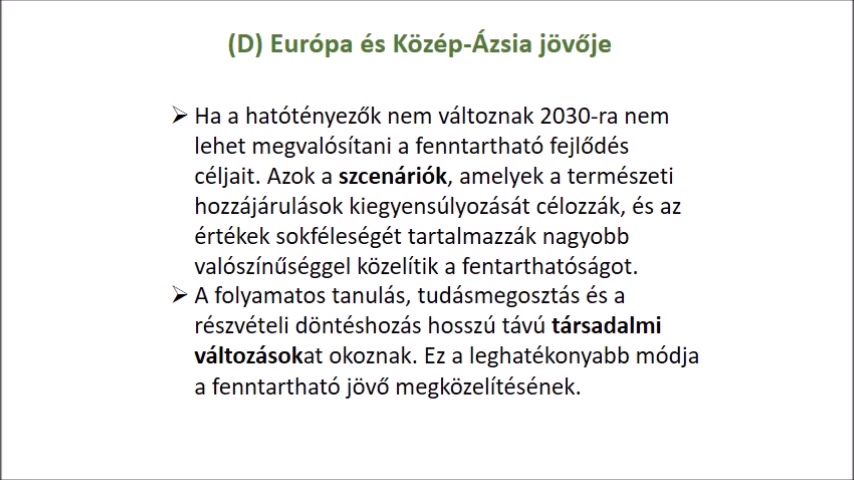 (D) Európa és Közép-Ázsia jövője
➢ Ha a hatótényezők nem változnak 2030-ra nem
lehet megvalósítani a fenntartható fejlődés
céljait. Azok a szcenáriók, amelyek a természeti
hozzájárulások kiegyensúlyozását célozzák, és az
értékek sokféleségét tartalmazzák nagyobb
valószínűséggel közelítik a fentarthatóságot.
➢ A folyamatos tanulás, tudásmegosztás és a
részvételi döntéshozás hosszú távú társadalmi
változásokat okoznak. Ez a leghatékonyabb módja
a fenntartható jövő megközelítésének.